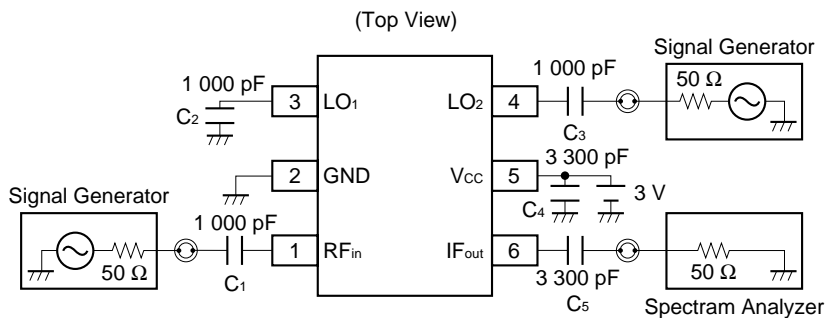 (Top View)
Signal Generator
1 000 pF
50 Ω
1 000 pF
3
LO1
LO2
4
C2
C3
3 300 pF
2
GND
VCC
5
Signal Generator
C4
3 V
1 000 pF
1
RFin
IFout
6
50 Ω
C1
3 300 pF
50 Ω
C5
Spectram Analyzer